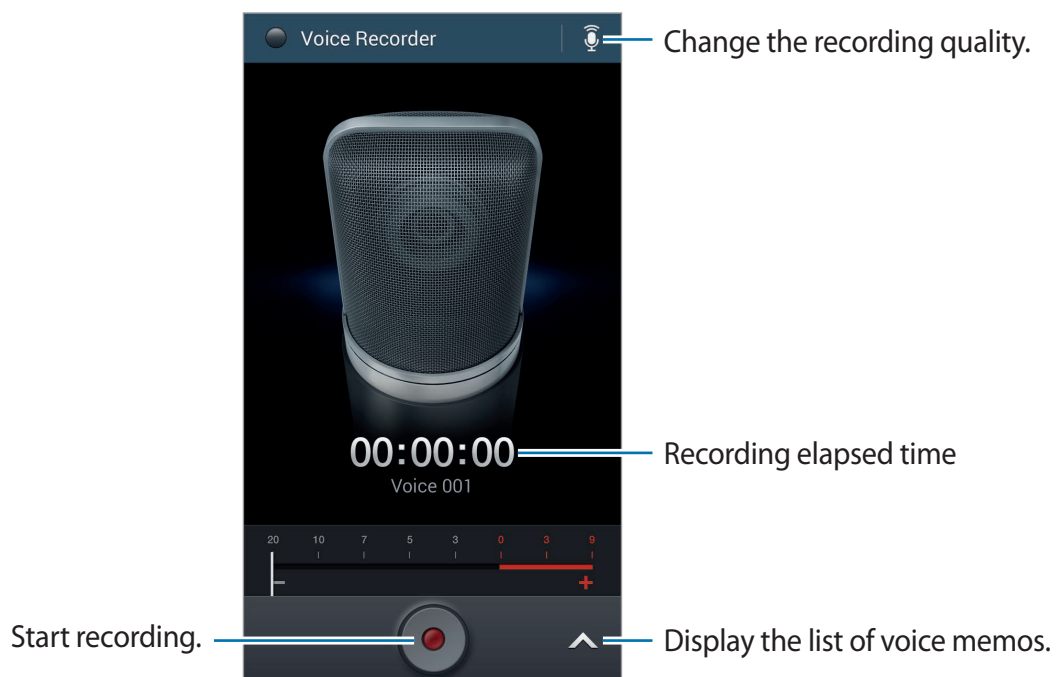 Voice Recorder
Change the recording quality.
00:00:00
Recording elapsed time
Voice 001
20 10 7 5 3 0 3 9
− +
Start recording.
Display the list of voice memos.